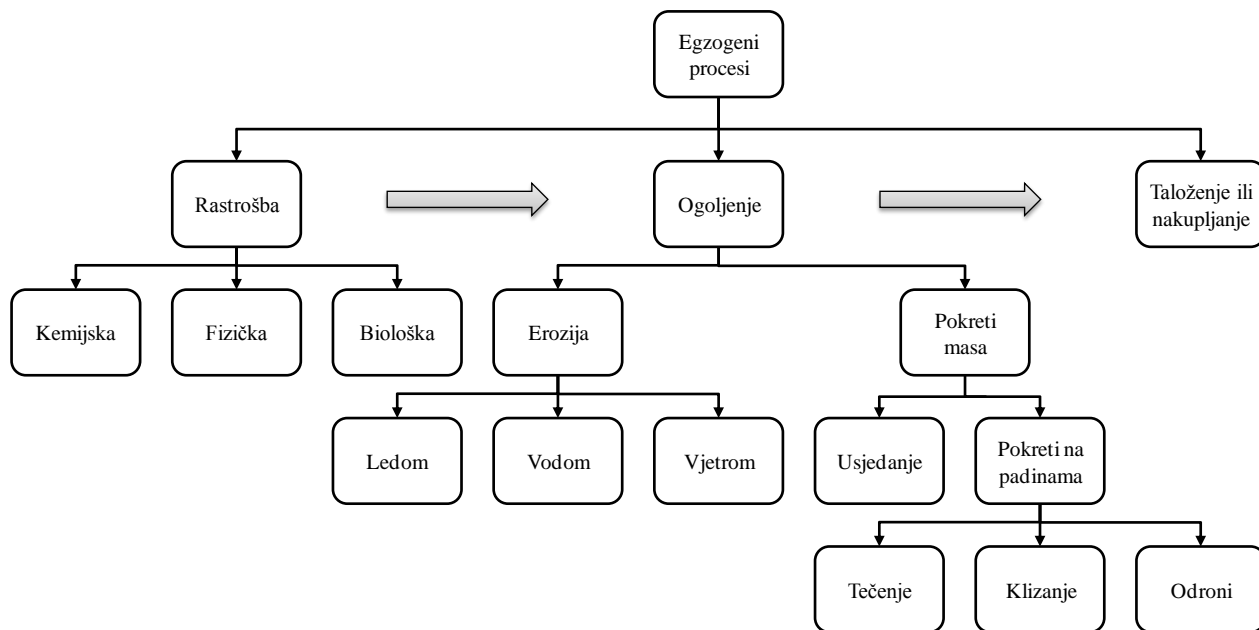 Egzogeni
procesi
Rastrošba
Ogoljenje
Taloženje ili
nakupljanje
Kemijska
Fizička
Biološka
Erozija
Pokreti
masa
Ledom
Vodom
Vjetrom
Usjedanje
Pokreti na
padinama
Tečenje
Klizanje
Odroni